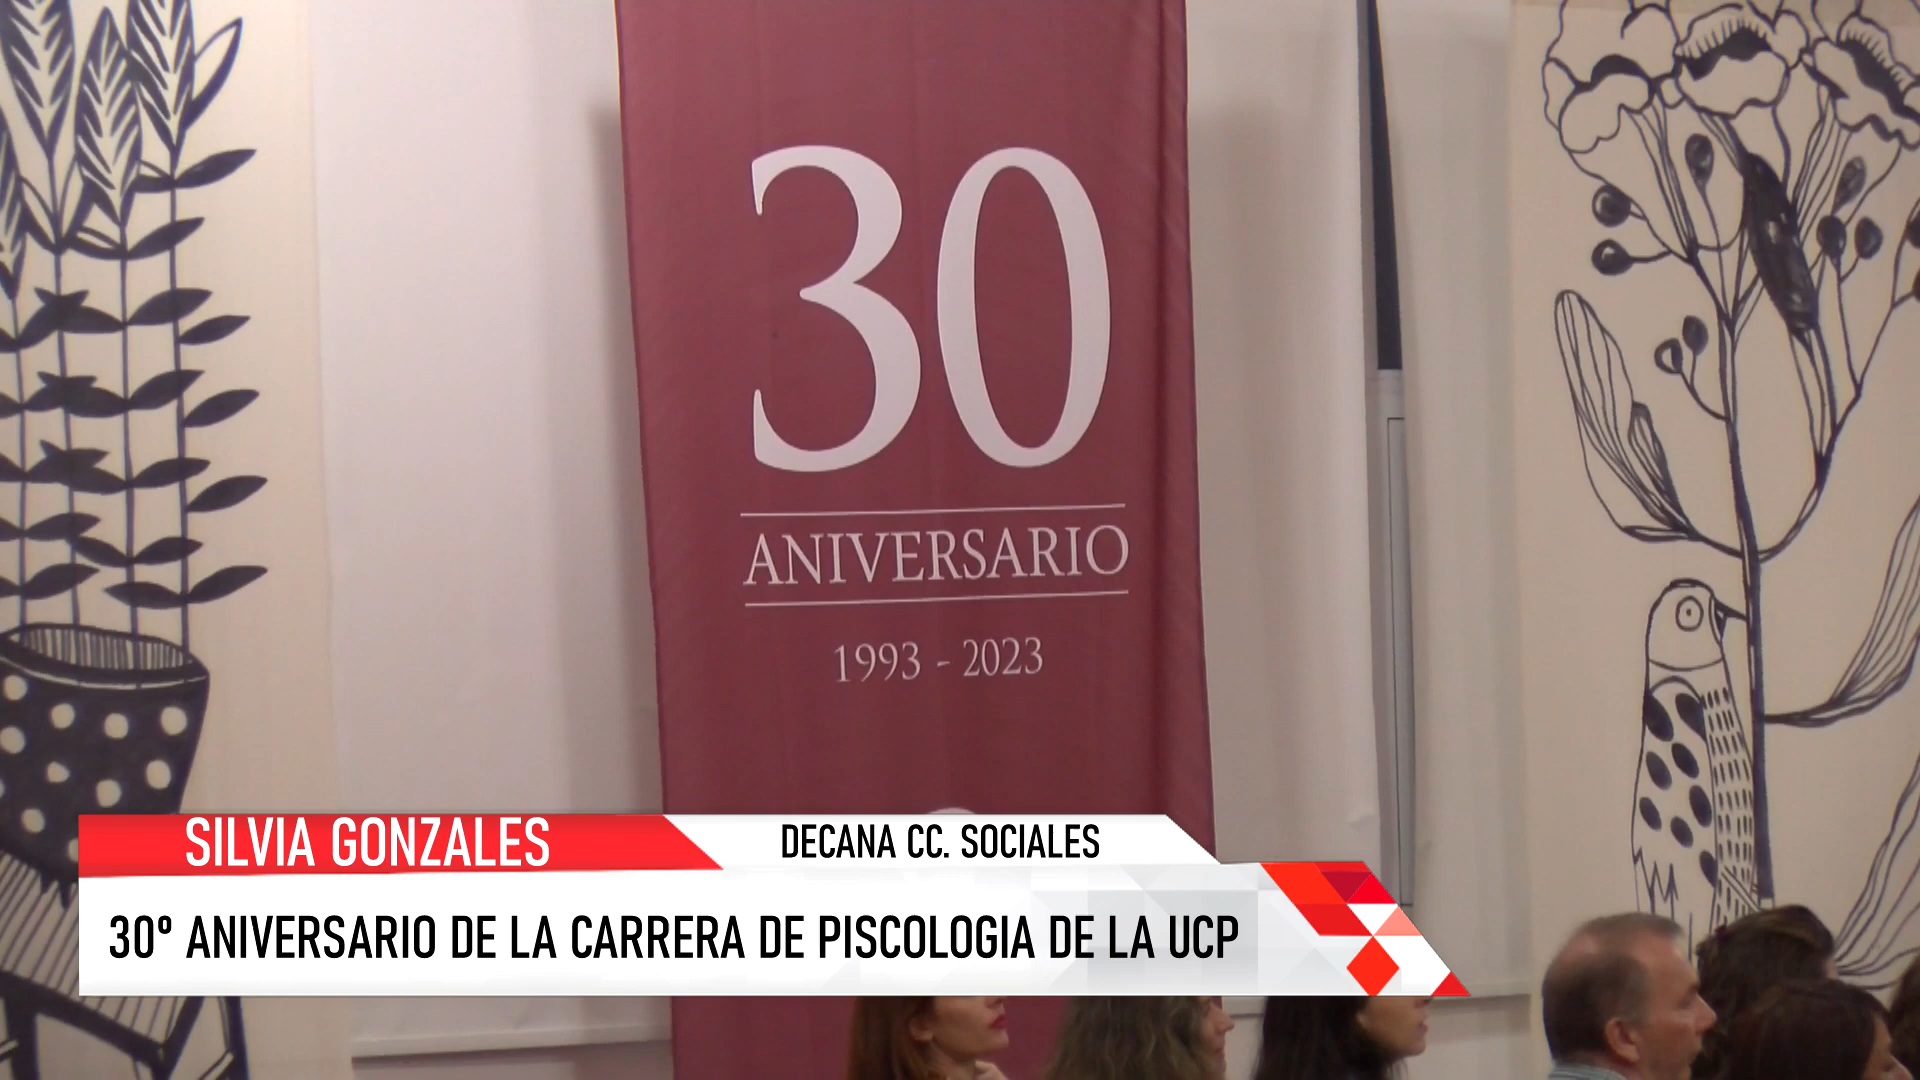 30
ANIVERSARIO
1993 - 2023
SILVIA GONZALES
DECANA CC. SOCIALES
30º ANIVERSARIO DE LA CARRERA DE PISCOLOGIA DE LA UCP